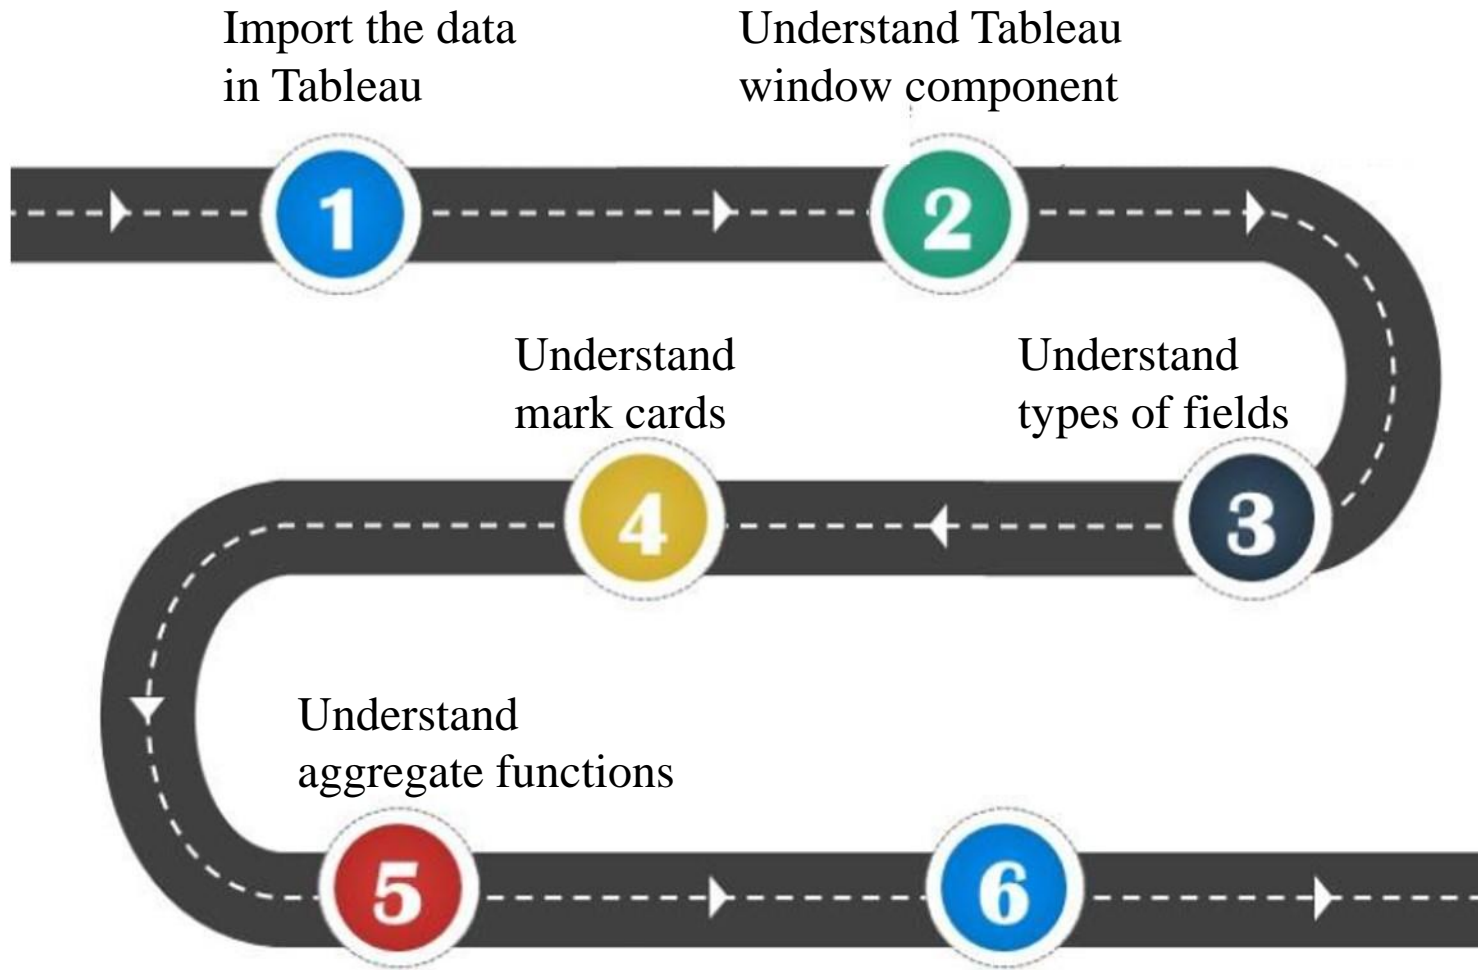 Import the data
in Tableau
1
Understand Tableau
window component
2
Understand
types of fields
3
Understand
mark cards
4
Understand
aggregate functions
5
6